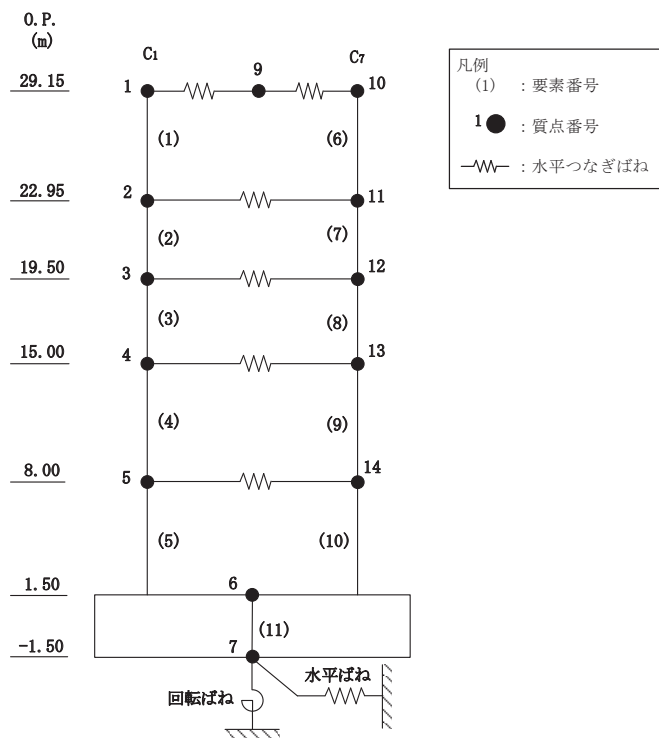 O.P.
(m)
C1 C7
29.15 1 9 10
(1) (6)
22.95 2 11
(2) (7)
19.50 3 12
(3) (8)
15.00 4 13
(4) (9)
8.00 5 14
(5) (10)
1.50 6
(11)
-1.50 7
水平ばね
回転ばね
凡例
(1) : 要素番号
1 : 質点番号
: 水平つなぎばね